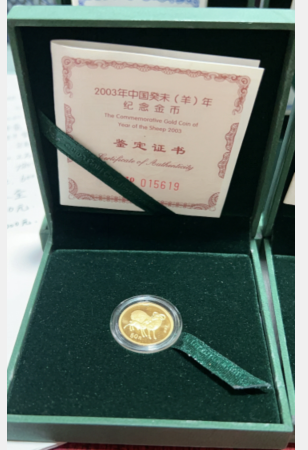 2003年中国癸未（羊）年
纪念金币
The Commemorative Gold Coin of
Year of the Sheep 2003
鉴定证书
Certificate of Authenticity
015619